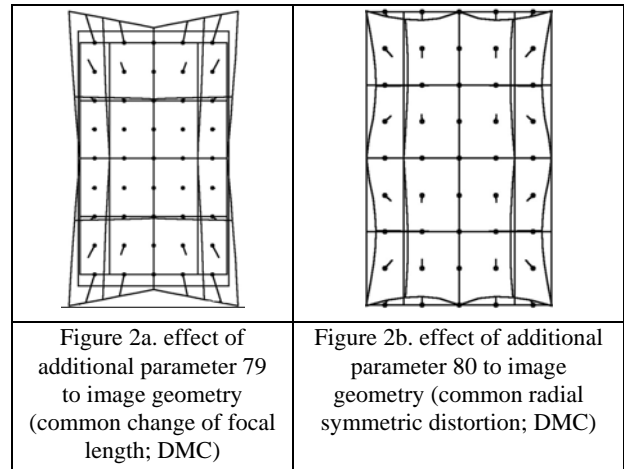 Figure 2a. effect of
additional parameter 79
to image geometry
(common change of focal
length; DMC)
Figure 2b. effect of additional
parameter 80 to image
geometry (common radial
symmetric distortion; DMC)